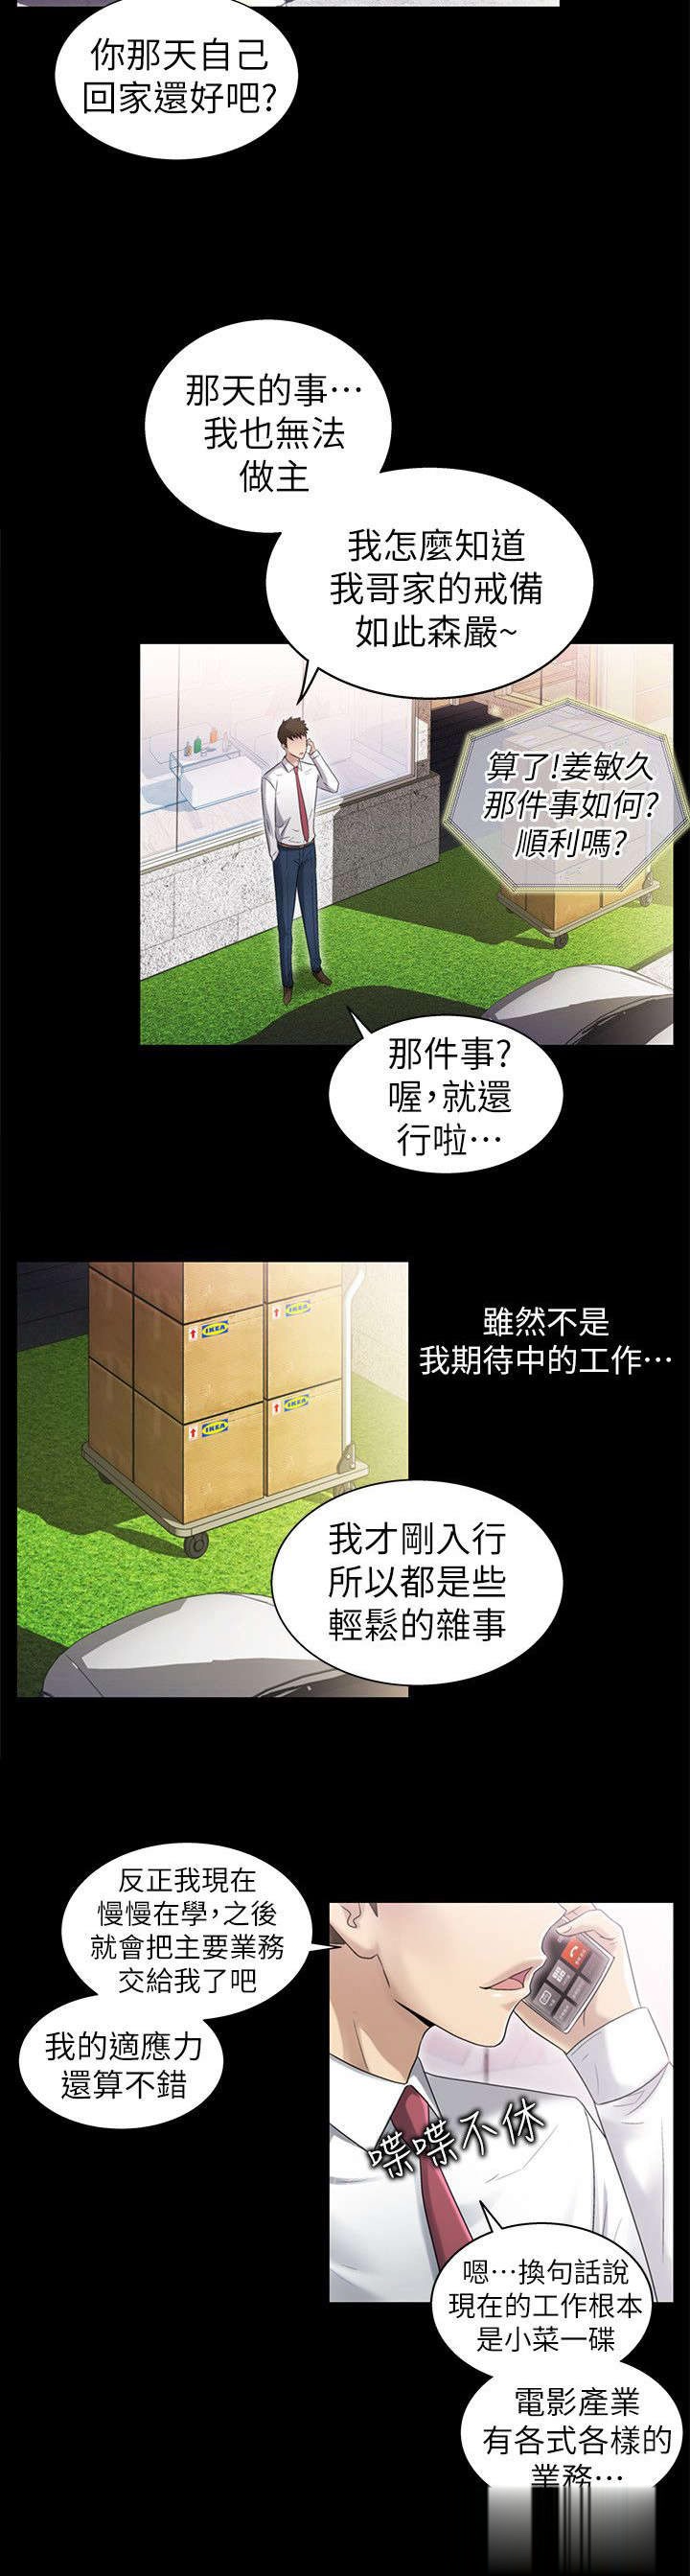 你那天自己
回家還好吧?
那天的事…
我也無法
做主
我怎麼知道
我哥家的戒備
如此森嚴~
算了!姜敏久
那件事如何?
順利嗎?
那件事?
喔,就還
行啦…
IKEA
IKEA
IKEA
IKEA
雖然不是
我期待中的工作…
我才剛入行
所以都是些
輕鬆的雜事
反正我現在
慢慢在學,之後
就會把主要業務
交給我了吧
我的適應力
還算不錯
喋喋不休
嗯…換句話說
現在的工作根本
是小菜一碟
電影產業
有各式各樣的
業務…